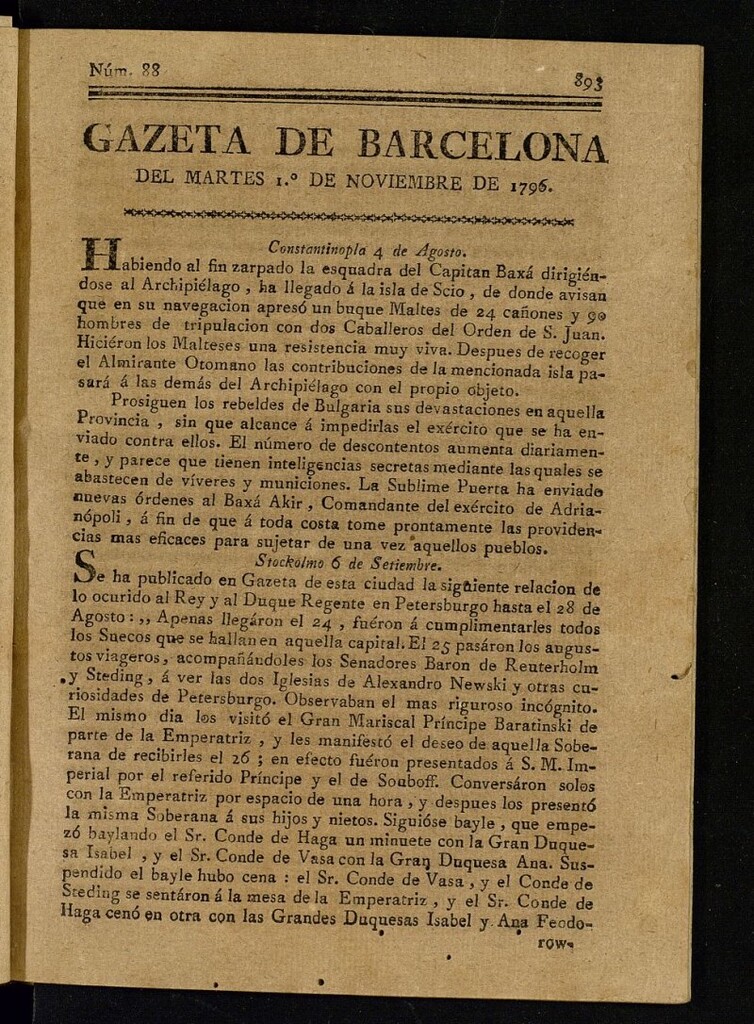 Núm. 88
893
GAZETA DE BARCELONA
DEL MARTES 1.º DE NOVIEMBRE DE 1796.
Constantinopla 4 de Agosto.
Habiendo al fin zarpado la esquadra del Capitan Baxá dirigién-
dose al Archipiélago, ha llegado á la isla de Scio, de donde avisan
que en su navegacion apresó un buque Maltes de 24 cañones y 90
hombres de tripulacion con dos Caballeros del Orden de S. Juan.
Hiciéron los Malteses una resistencia muy viva. Despues de recoger
el Almirante Otomano las contribuciones de la mencionada isla pa-
sará á las demás del Archipiélago con el propio objeto.
Prosiguen los rebeldes de Bulgaria sus devastaciones en aquella
Provincia, sin que alcance á impedirlas el exército que se ha en-
viado contra ellos. El número de descontentos aumenta diariamen-
te, y parece que tienen inteligencias secretas mediante las quales se
abastecen de víveres y municiones. La Sublime Puerta ha enviado
nuevas órdenes al Baxá Akir, Comandante del exército de Adria-
nópoli, á fin de que á toda costa tome prontamente las providen-
cias mas eficaces para sujetar de una vez aquellos pueblos.
Stockolmo 6 de Setiembre.
Se ha publicado en Gazeta de esta ciudad la siguiente relacion de
lo ocurido al Rey y al Duque Regente en Petersburgo hasta el 28 de
Agosto: ,, Apenas llegáron el 24, fuéron á cumplimentarles todos
los Suecos que se hallan en aquella capital. El 25 pasáron los augus-
tos viageros, acompañándoles los Senadores Baron de Reuterholm
y Steding, á ver las dos Iglesias de Alexandro Newski y otras cu-
riosidades de Petersburgo. Observaban el mas riguroso incógnito.
El mismo dia los visitó el Gran Mariscal Príncipe Baratinski de
parte de la Emperatriz, y les manifestó el deseo de aquella Sobe-
rana de recibirles el 26; en efecto fuéron presentados á S. M. Im-
perial por el referido Príncipe y el de Souboff. Conversáron solos
con la Emperatriz por espacio de una hora, y despues los presentó
la misma Soberana á sus hijos y nietos. Siguióse bayle, que empe-
zó baylando el Sr. Conde de Haga un minuete con la Gran Duque-
sa Isabel, y el Sr. Conde de Vasa con la Gran Duquesa Ana. Sus-
pendido el bayle hubo cena: el Sr. Conde de Vasa, y el Conde de
Steding se sentáron á la mesa de la Emperatriz, y el Sr. Conde de
Haga cenó en otra con las Grandes Duquesas Isabel y Ana Feodo-
row-